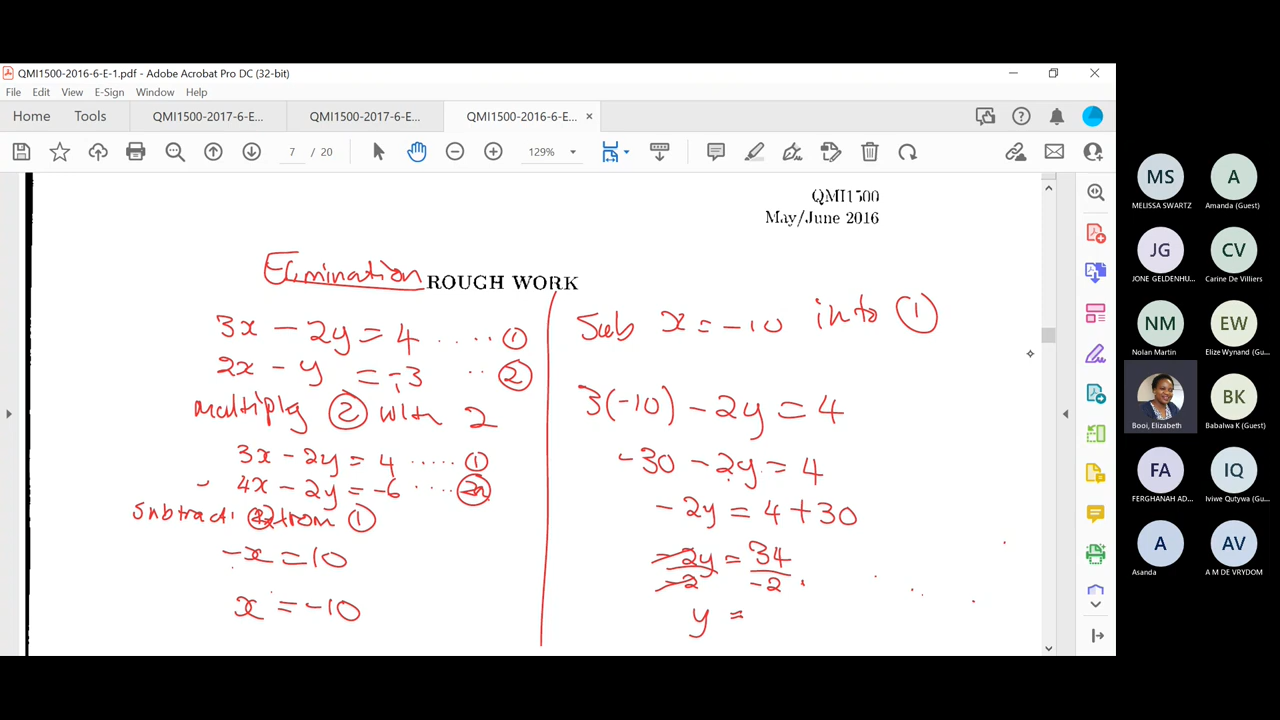 QMI1500-2016-6-E-1.pdf - Adobe Acrobat Pro DC (32-bit)
File Edit View E-Sign Window Help
Home Tools QMI1500-2017-6-E... QMI1500-2017-6-E... QMI1500-2016-6-E... ×
7 / 20 129%
QMI1500
May/June 2016
Elimination
ROUGH WORK
3x - 2y = 4 ..... ①
2x - y = -3 .. ②
multiply ② with 2
3x - 2y = 4 ..... ①
- 4x - 2y = -6 ..... 2a
subtract 2a from ①
-x = 10
x = -10
Sub x = -10 into ①
3(-10) - 2y = 4
-30 - 2y = 4
-2y = 4 + 30
-2y = 34
-2 -2
y =
MS A
MELISSA SWARTZ Amanda (Guest)
JG CV
JONE GELDENHU... Carine De Villiers
NM EW
Nolan Martin Elize Wynand (Gu...
BK
Booi, Elizabeth Babalwa K (Guest)
FA IQ
FERGHANAH AD... Iviwe Qutywa (Gu...
A AV
Asanda A M DE VRYDOM